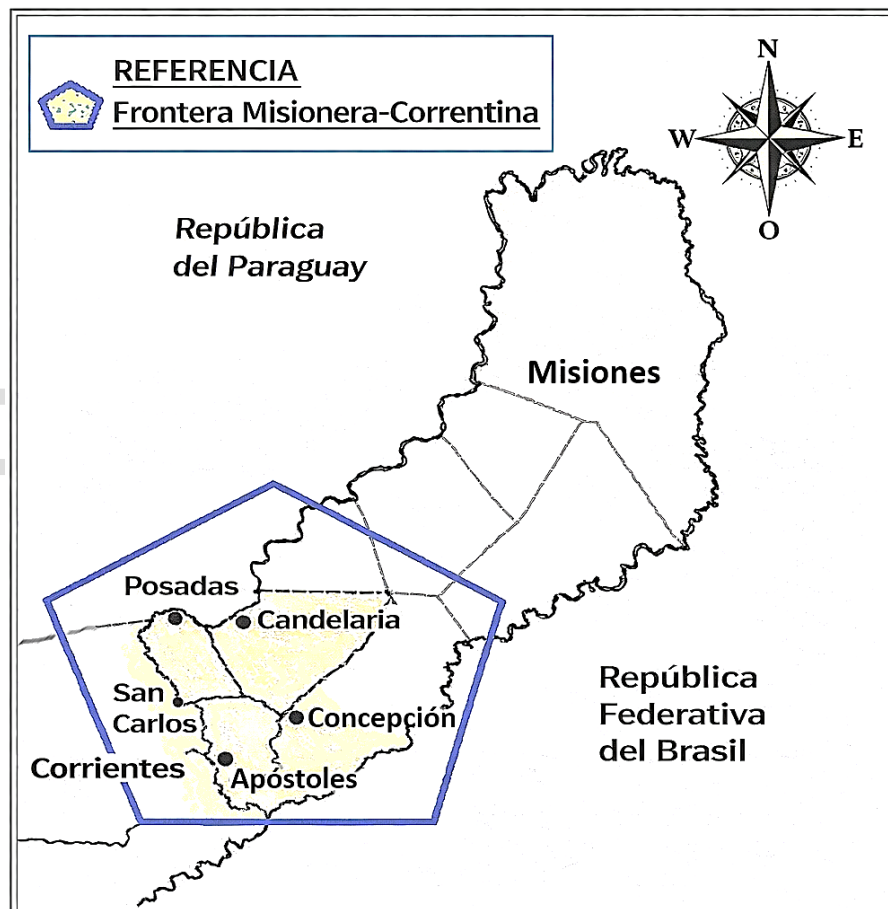 REFERENCIA
Frontera Misionera-Correntina
N
W
E
O
República
del Paraguay
Misiones
Posadas
Candelaria
San
Carlos
Concepción
Corrientes
Apóstoles
República
Federativa
del Brasil